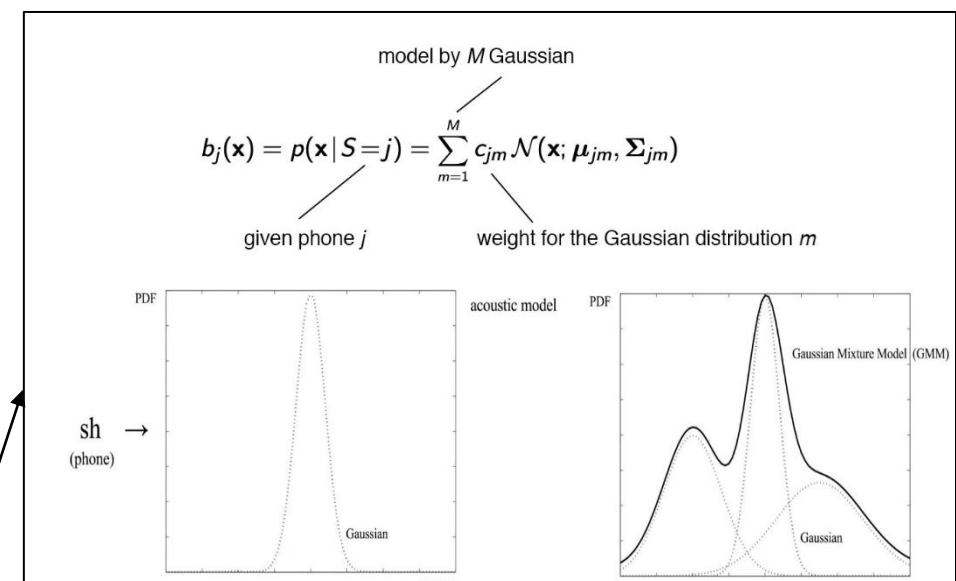 model by M Gaussian
b_j(x) = p(x | S = j) = \sum_{m=1}^{M} c_{jm} N(x; μ_{jm}, Σ_{jm})
given phone j
weight for the Gaussian distribution m
PDF
acoustic model
PDF
Gaussian Mixture Model (GMM)
sh →
(phone)
Gaussian
Gaussian